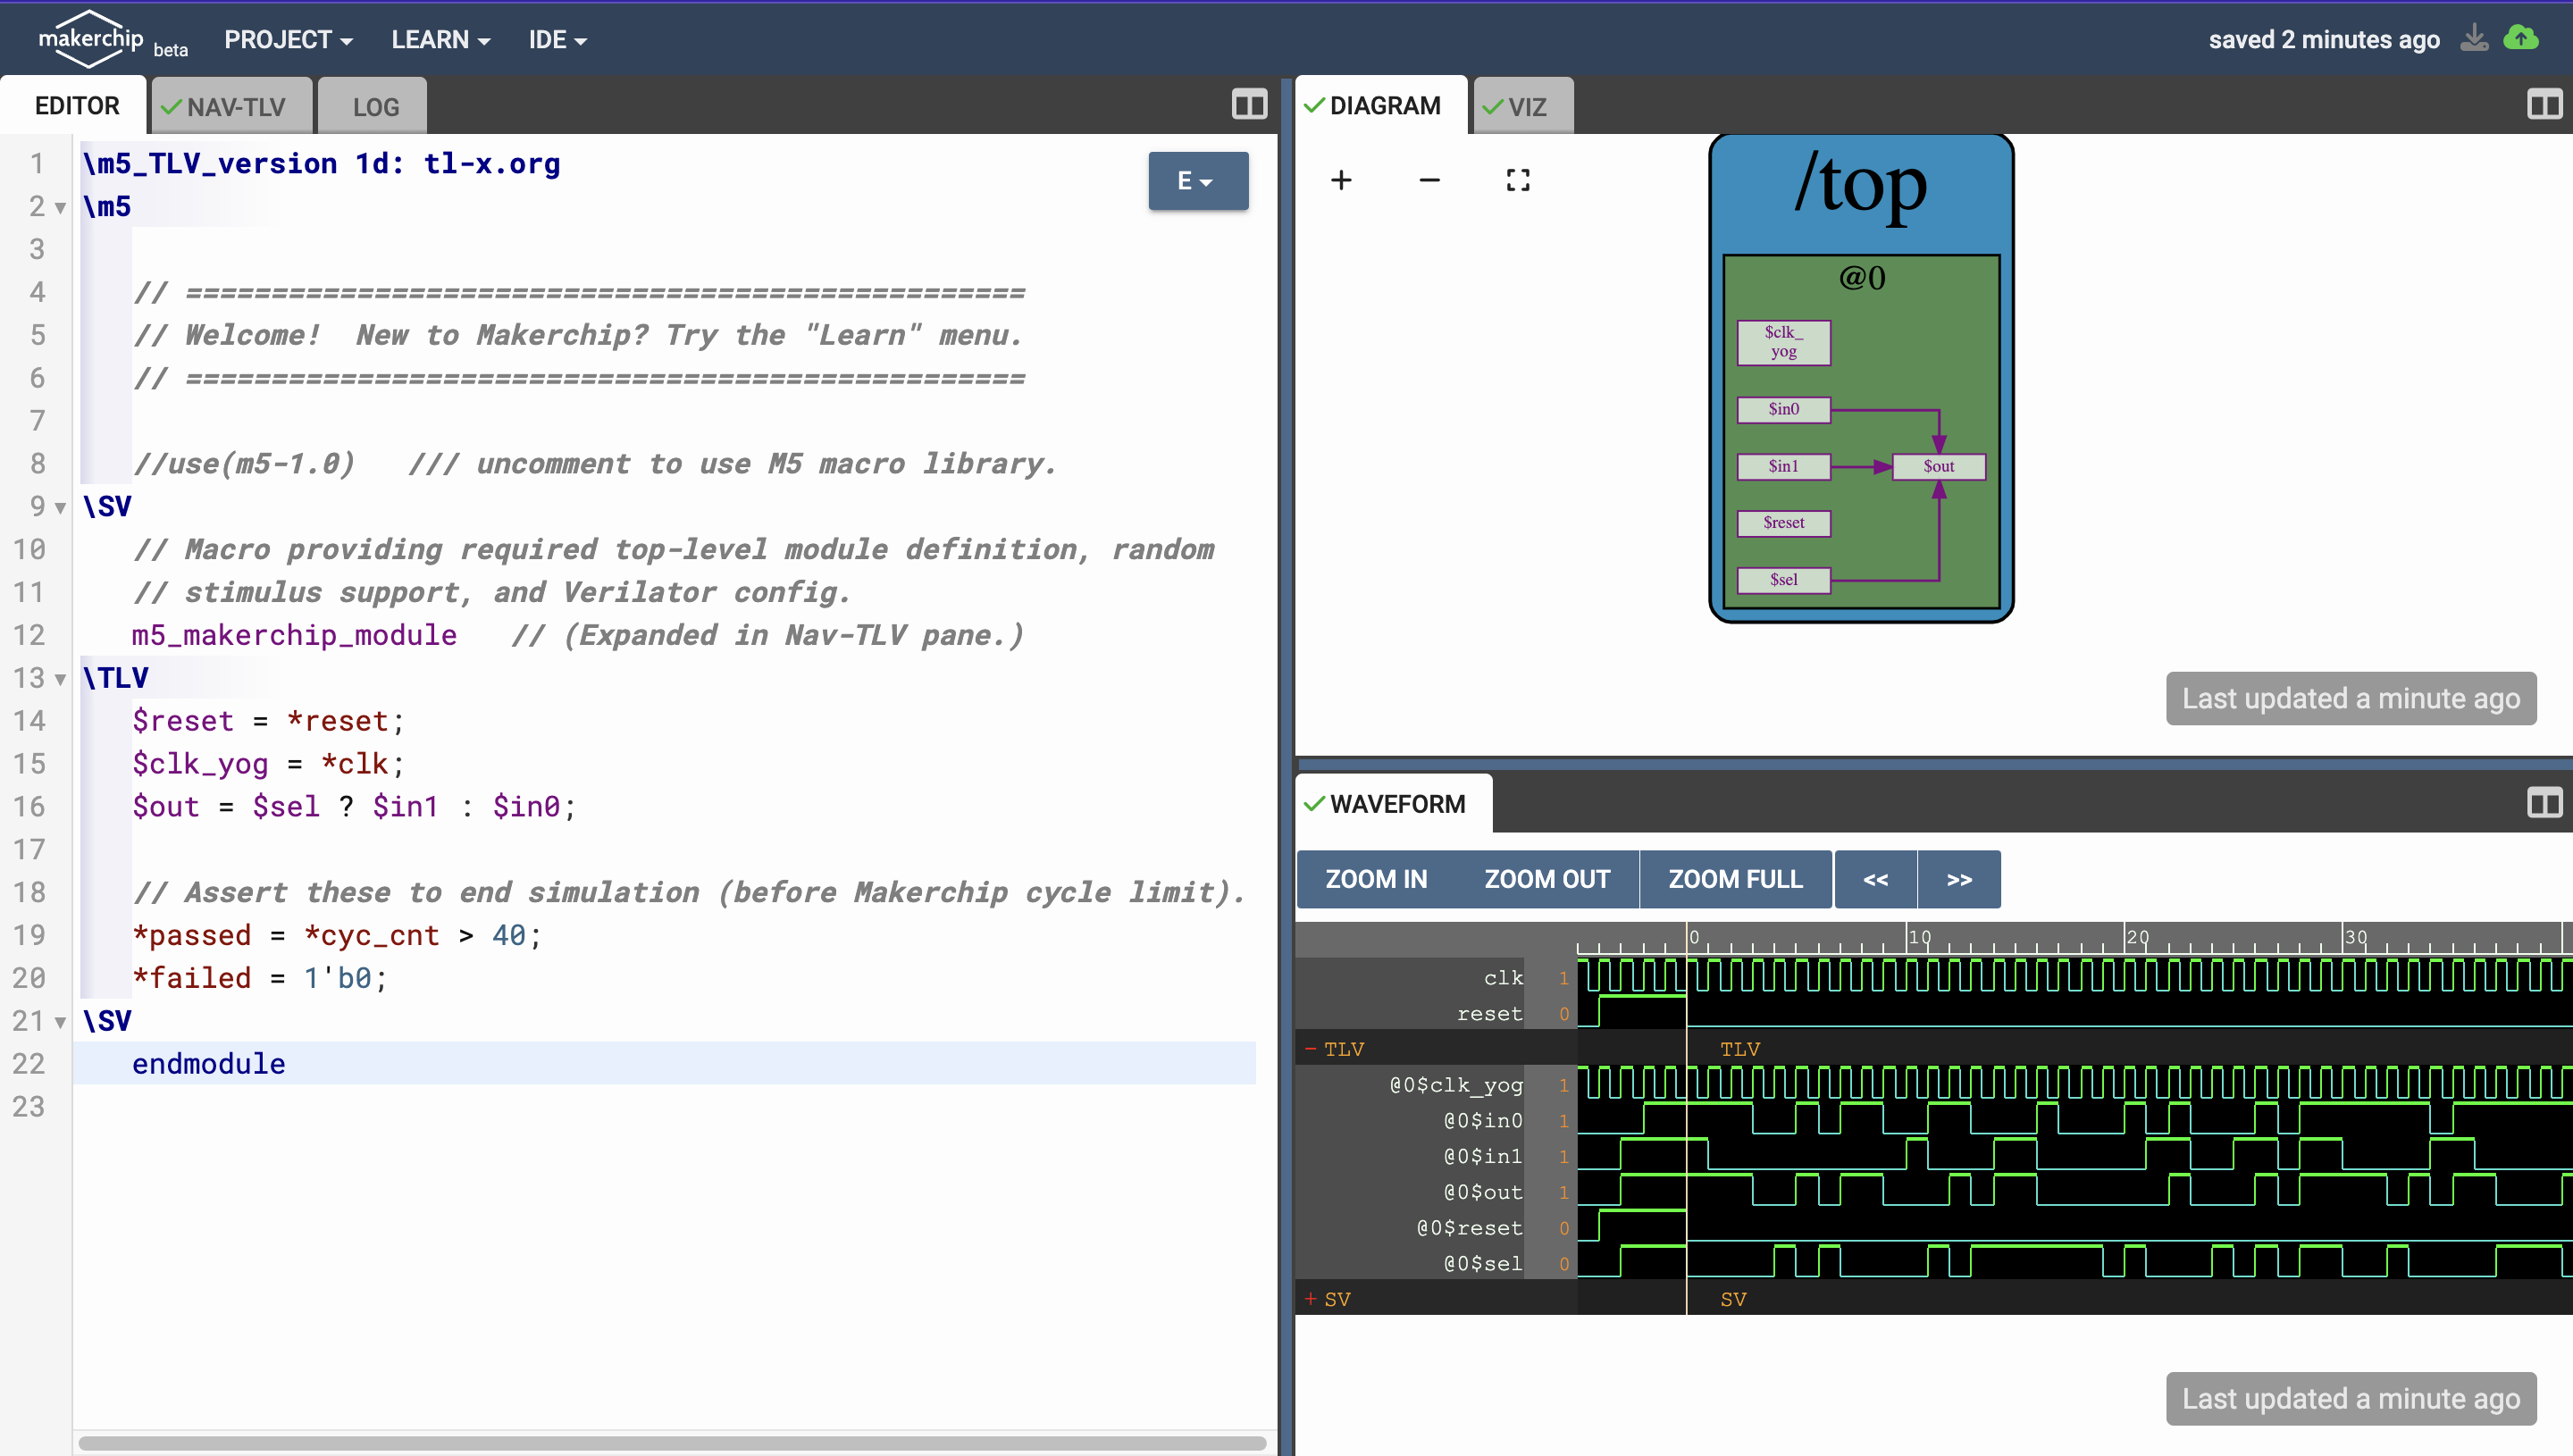 makerchip beta PROJECT LEARN IDE saved 2 minutes ago
EDITOR NAV-TLV LOG
1 \m5_TLV_version 1d: tl-x.org
E
2 \m5
3
4 // =================================================
5 // Welcome!  New to Makerchip? Try the "Learn" menu.
6 // =================================================
7
8 //use(m5-1.0)   /// uncomment to use M5 macro library.
9 \SV
10 // Macro providing required top-level module definition, random
11 // stimulus support, and Verilator config.
12 m5_makerchip_module   // (Expanded in Nav-TLV pane.)
13 \TLV
14 $reset = *reset;
15 $clk_yog = *clk;
16 $out = $sel ? $in1 : $in0;
17
18 // Assert these to end simulation (before Makerchip cycle limit).
19 *passed = *cyc_cnt > 40;
20 *failed = 1'b0;
21 \SV
22 endmodule
23
DIAGRAM VIZ
+ −
/top
@0
$clk_
yog
$in0
$in1 $out
$reset
$sel
Last updated a minute ago
WAVEFORM
ZOOM IN ZOOM OUT ZOOM FULL << >>
0 10 20 30
clk 1
reset 0
− TLV TLV
@0$clk_yog 1
@0$in0 1
@0$in1 1
@0$out 1
@0$reset 0
@0$sel 0
+ SV SV
Last updated a minute ago